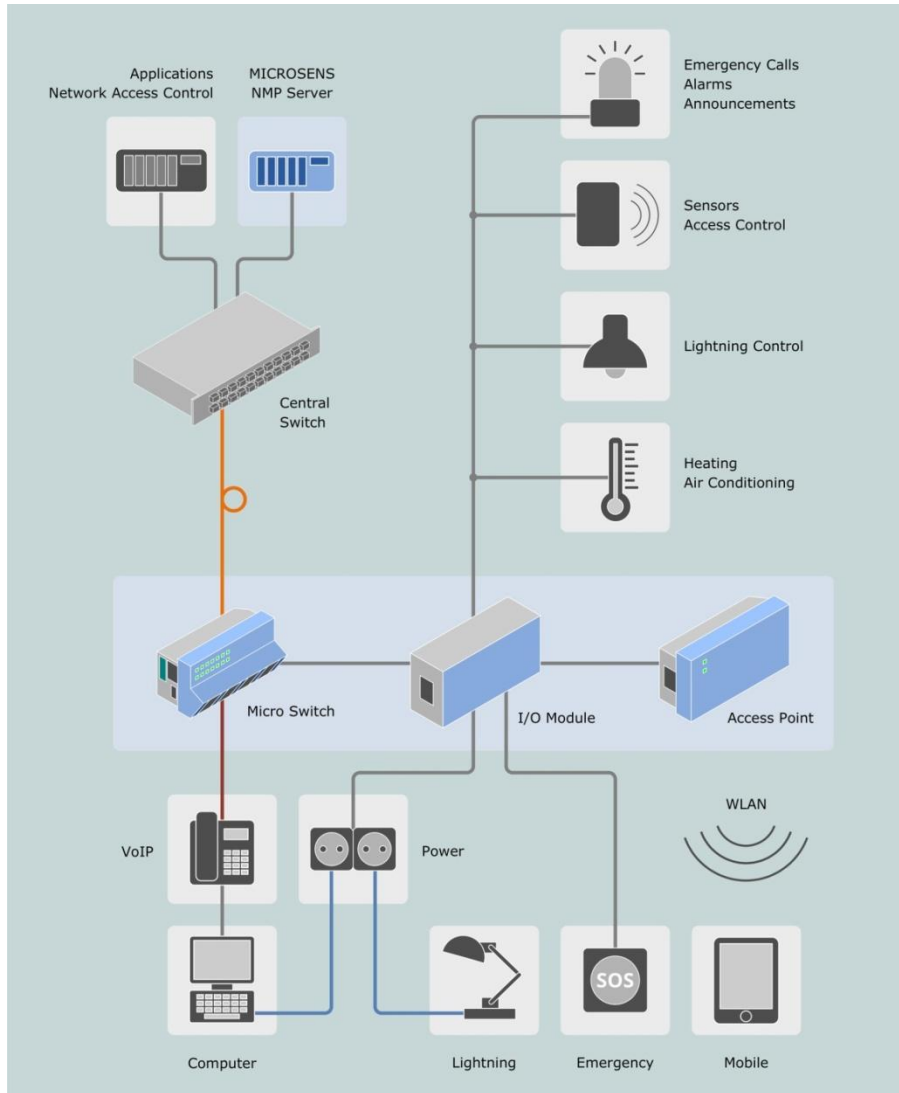 Applications
Network Access Control
MICROSENS
NMP Server
Emergency Calls
Alarms
Announcements
Sensors
Access Control
Central
Switch
Lightning Control
Heating
Air Conditioning
Micro Switch
I/O Module
Access Point
VoIP
Power
WLAN
SOS
Computer
Lightning
Emergency
Mobile